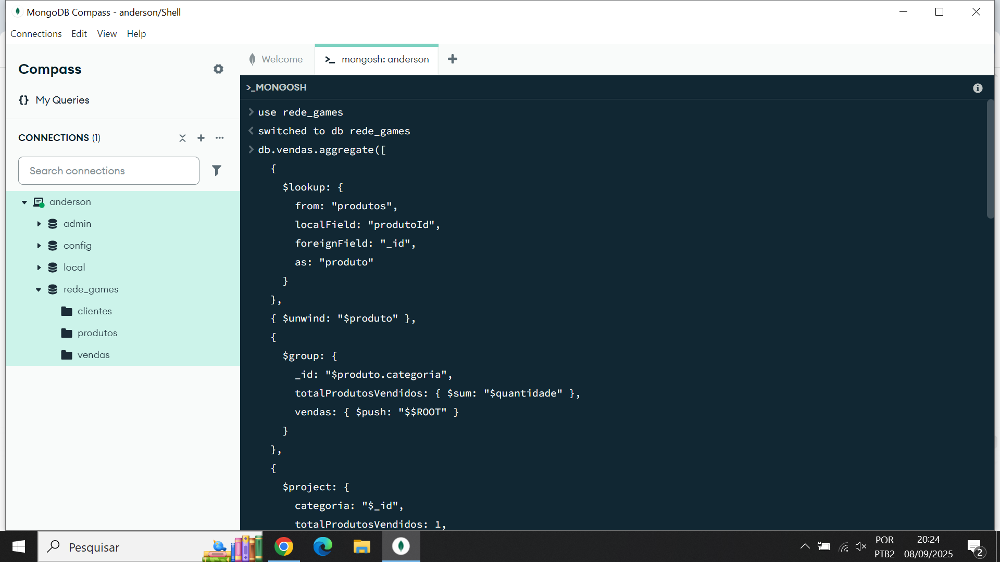 MongoDB Compass - anderson/Shell
Connections Edit View Help
Compass
{} My Queries
CONNECTIONS (1)
Search connections
anderson
admin
config
local
rede_games
clientes
produtos
vendas
Welcome
>_ mongosh: anderson
>_MONGOSH
> use rede_games
< switched to db rede_games
> db.vendas.aggregate([
{
$lookup: {
from: "produtos",
localField: "produtoId",
foreignField: "_id",
as: "produto"
}
},
{ $unwind: "$produto" },
{
$group: {
_id: "$produto.categoria",
totalProdutosVendidos: { $sum: "$quantidade" },
vendas: { $push: "$$ROOT" }
}
},
{
$project: {
categoria: "$_id",
totalProdutosVendidos: 1,
Pesquisar
POR
PTB2
20:24
08/09/2025
2